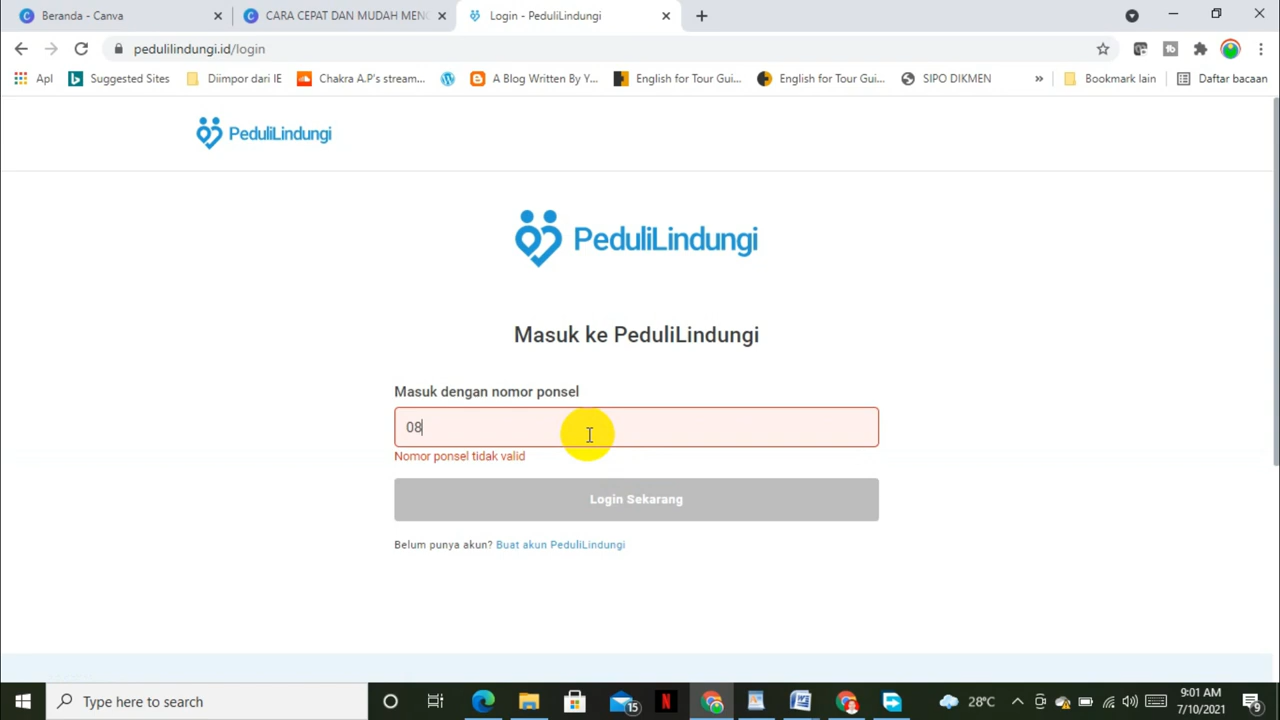 Beranda - Canva
CARA CEPAT DAN MUDAH MENC
Login - PeduliLindungi
pedulilindungi.id/login
Apl
Suggested Sites
Diimpor dari IE
Chakra A.P's stream...
A Blog Written By Y...
English for Tour Gui...
English for Tour Gui...
SIPO DIKMEN
»
Bookmark lain
Daftar bacaan
PeduliLindungi
PeduliLindungi
Masuk ke PeduliLindungi
Masuk dengan nomor ponsel
08
Nomor ponsel tidak valid
Login Sekarang
Belum punya akun? Buat akun PeduliLindungi
Type here to search
15
28°C
9:01 AM
7/10/2021
9